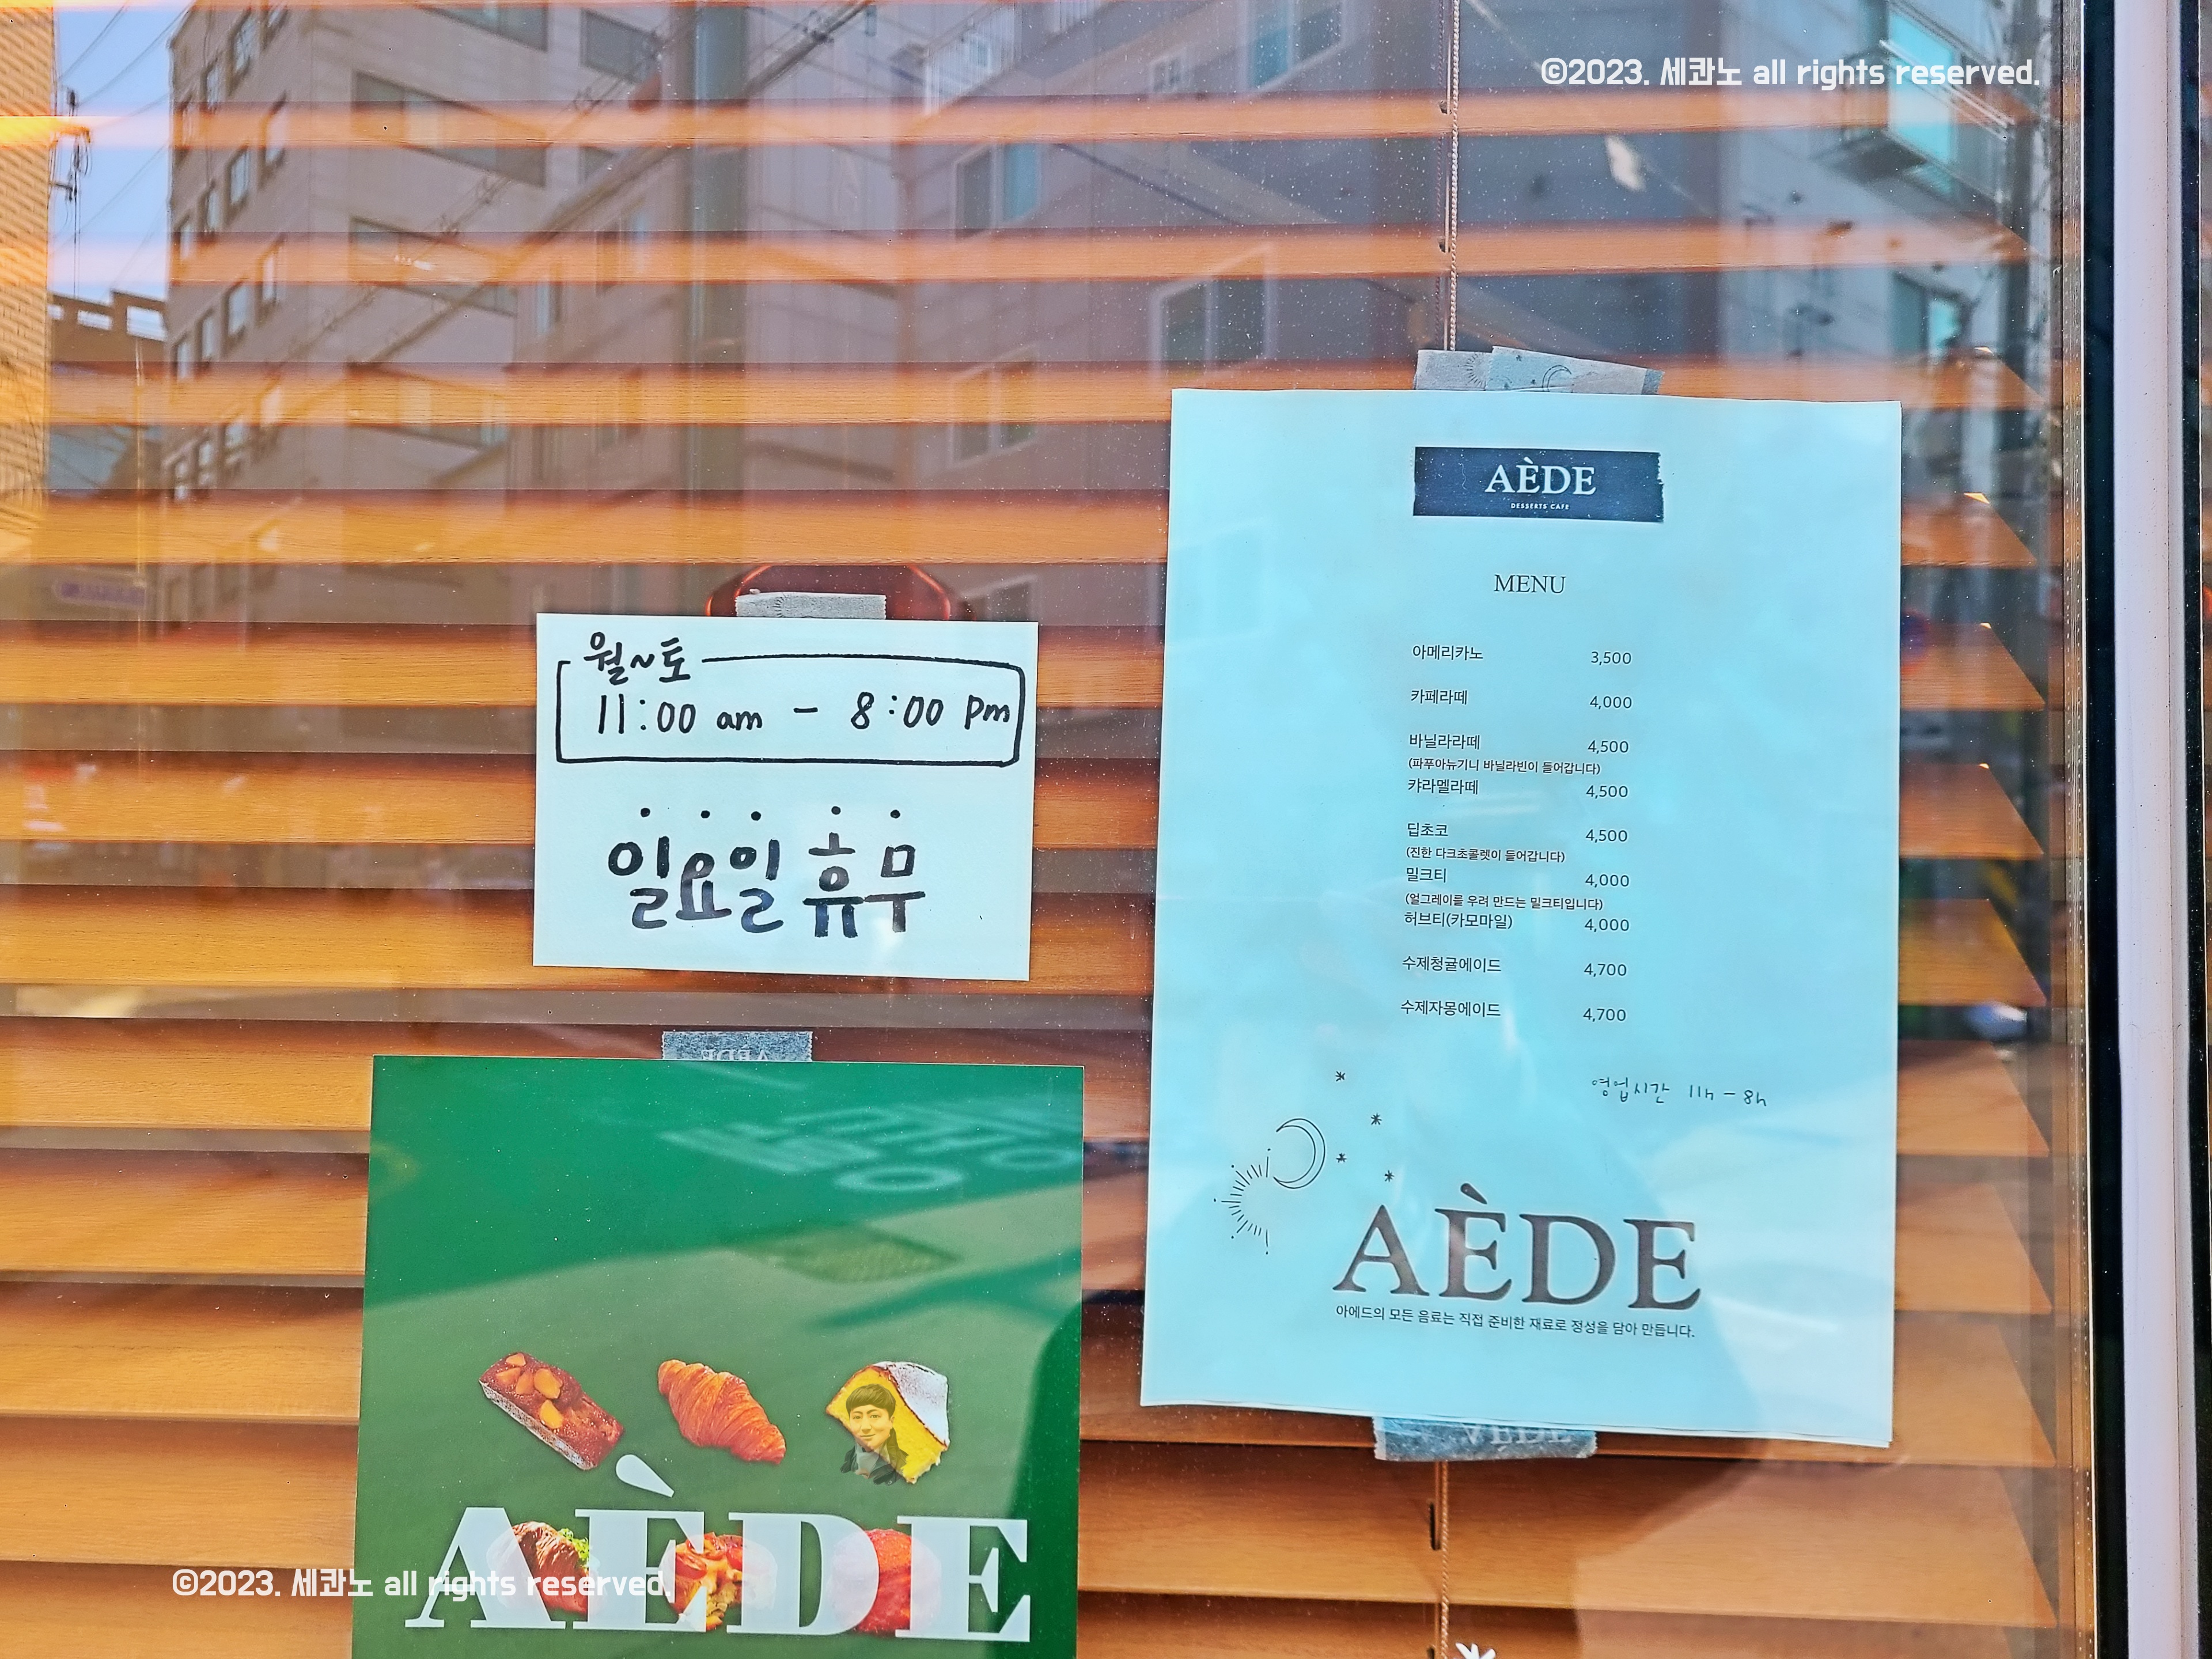 ©2023. 세콴노 all rights reserved.
AÈDE
DESSERTS CAFE
MENU
아메리카노 3,500
카페라떼 4,000
바닐라라떼 4,500
(파푸아뉴기니 바닐라빈이 들어갑니다)
캬라멜라떼 4,500
딥초코 4,500
(진한 다크초콜렛이 들어갑니다)
밀크티 4,000
(얼그레이를 우려 만드는 밀크티입니다)
허브티(카모마일) 4,000
수제청귤에이드 4,700
수제자몽에이드 4,700
영업시간 11h - 8h
AÈDE
아에드의 모든 음료는 직접 준비한 재료로 정성을 담아 만듭니다.
월~토
11:00 am - 8:00 pm
일요일 휴무
AÈDE
AÈDE
©2023. 세콴노 all rights reserved.